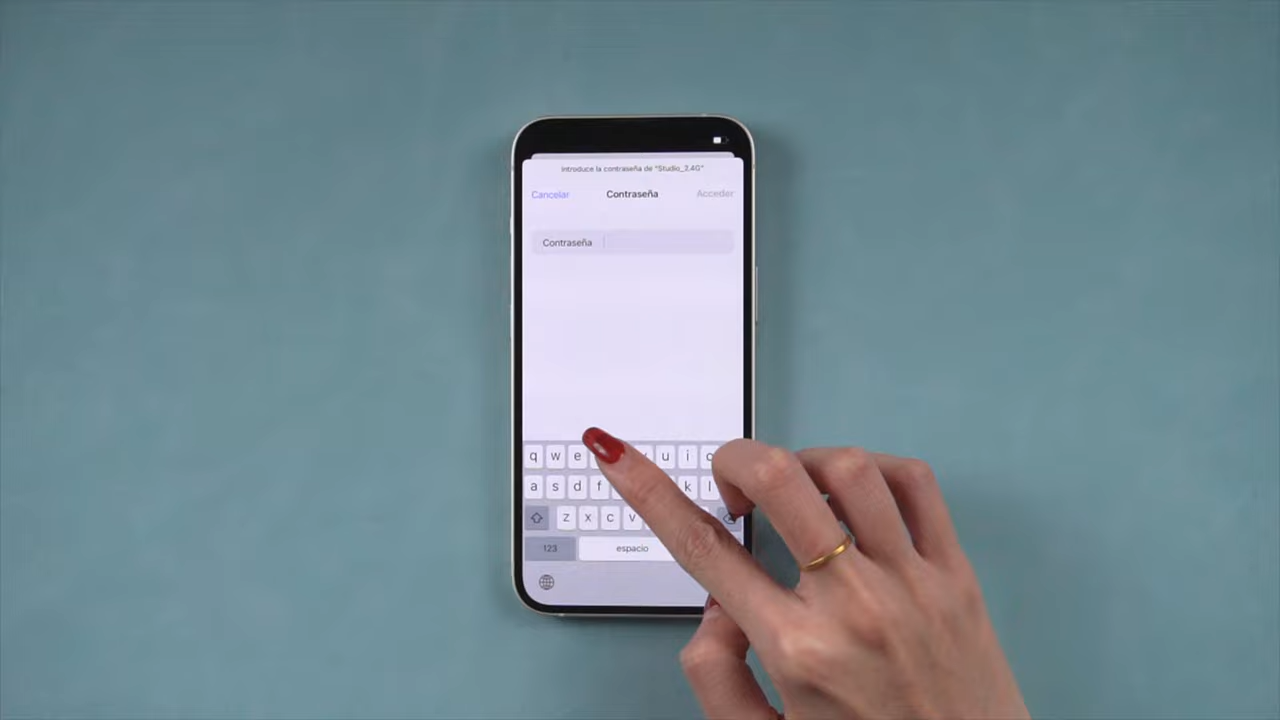 Introduce la contraseña de “Studio_2,4G”
Cancelar Contraseña Acceder
Contraseña
q w e u i
a s d f k l
z x c v
123 espacio